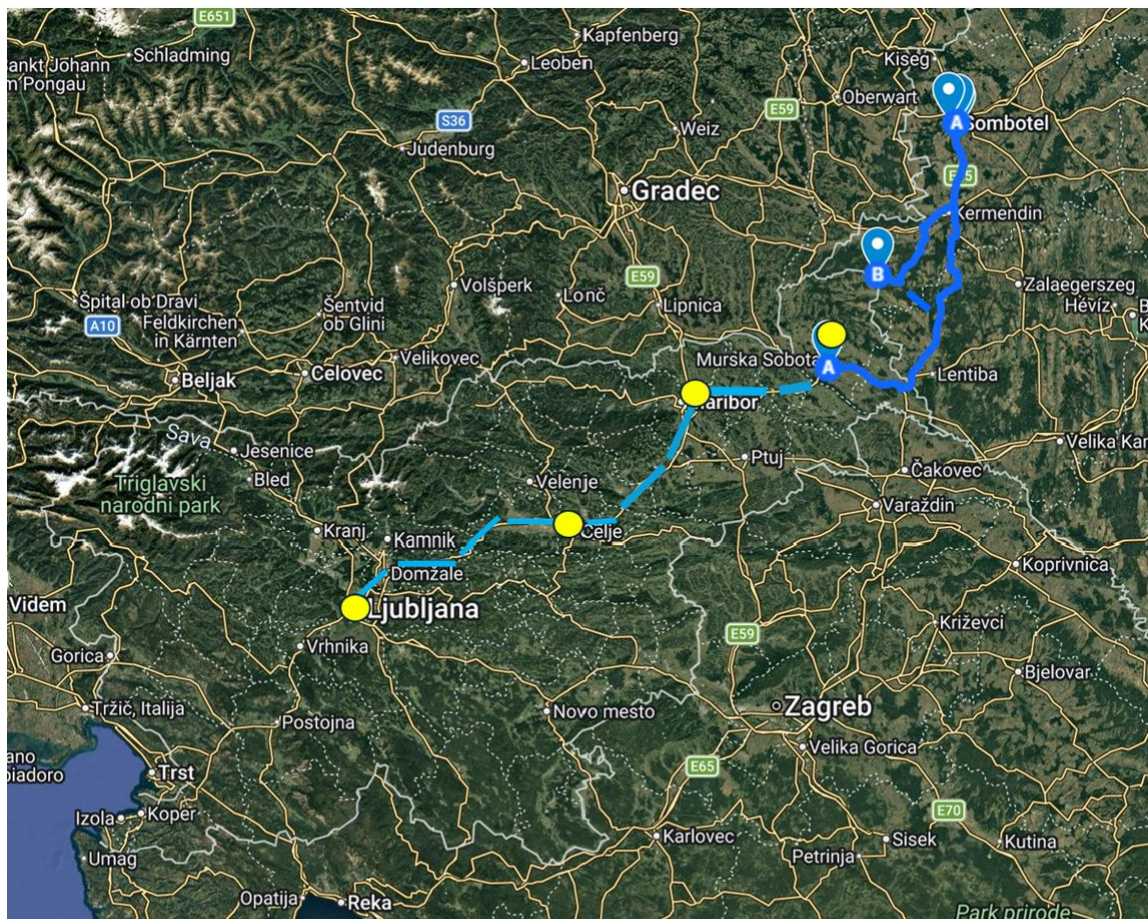 E651
Schladming
Kapfenberg
Leoben
Kiseg
ankt Johann
m Pongau
Oberwart
E59
S36
Weiz
A
Sombotel
Judenburg
Gradec
Kermendin
B
E59
Volšperk
Lonč
Lipnica
Zalaegerszeg
Hévíz
Špital ob Dravi
Šentvid
ob Glini
A10
Feldkirchen
in Kärnten
Velikovec
Murska Sobota
A
Lentiba
Beljak
Celovec
Sava
Jesenice
Bled
Ptuj
Velika Kan
Čakovec
Triglavski
narodni park
Velenje
Varaždin
Kranj
Kamnik
Celje
Domžale
Koprivnica
Videm
Ljubljana
Križevci
E59
Vrhnika
Gorica
Bjelovar
Tržič, Italija
Postojna
Novo mesto
Zagreb
Velika Gorica
ano
biadoro
Trst
E65
Izola
Koper
E70
Umag
Karlovec
Sisek
Kutina
Petrinja
Opatija
Reka
Park prirode